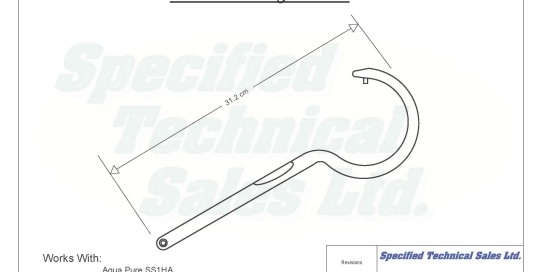 Specified
Technical
Sales Ltd.
31.2 cm
Works With:
Aqua Pure SS1HA
Revisions
Specified Technical Sales Ltd.